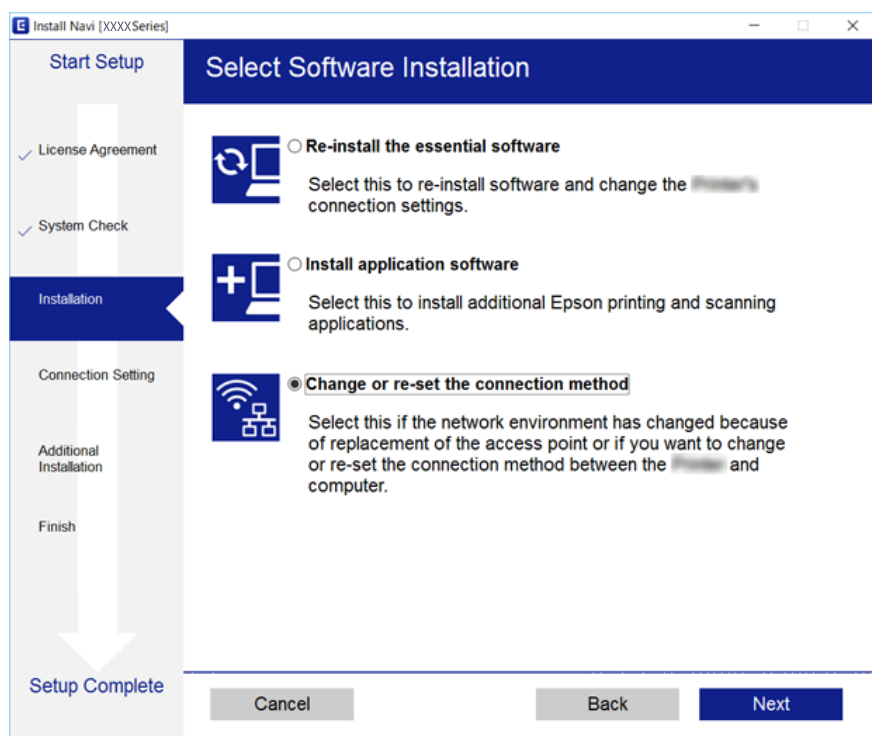 Install Navi [XXXX Series]
Start Setup
License Agreement
System Check
Installation
Connection Setting
Additional
Installation
Finish
Setup Complete
Select Software Installation
Re-install the essential software
Select this to re-install software and change the
connection settings.
Install application software
Select this to install additional Epson printing and scanning
applications.
Change or re-set the connection method
Select this if the network environment has changed because
of replacement of the access point or if you want to change
or re-set the connection method between the and
computer.
Cancel
Back
Next